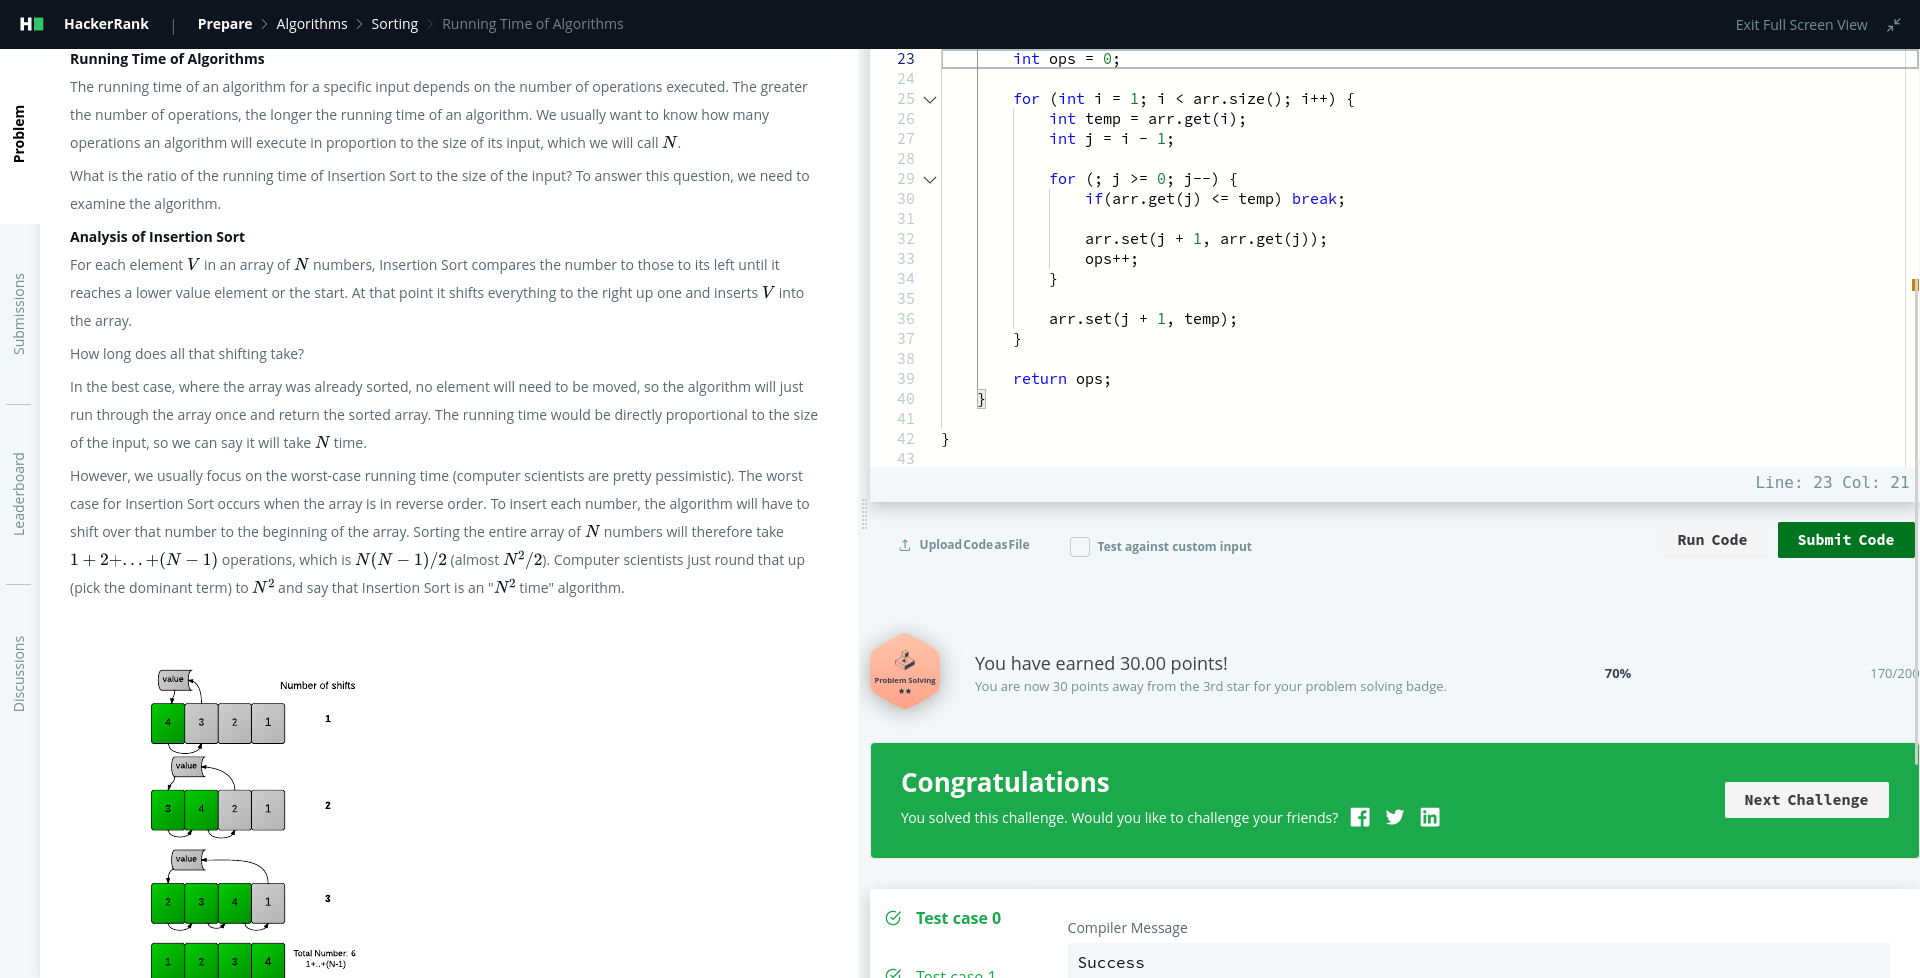 HackerRank | Prepare > Algorithms > Sorting > Running Time of Algorithms
Exit Full Screen View
Problem
Submissions
Leaderboard
Discussions
Running Time of Algorithms
The running time of an algorithm for a specific input depends on the number of operations executed. The greater
the number of operations, the longer the running time of an algorithm. We usually want to know how many
operations an algorithm will execute in proportion to the size of its input, which we will call N.
What is the ratio of the running time of Insertion Sort to the size of the input? To answer this question, we need to
examine the algorithm.
Analysis of Insertion Sort
For each element V in an array of N numbers, Insertion Sort compares the number to those to its left until it
reaches a lower value element or the start. At that point it shifts everything to the right up one and inserts V into
the array.
How long does all that shifting take?
In the best case, where the array was already sorted, no element will need to be moved, so the algorithm will just
run through the array once and return the sorted array. The running time would be directly proportional to the size
of the input, so we can say it will take N time.
However, we usually focus on the worst-case running time (computer scientists are pretty pessimistic). The worst
case for Insertion Sort occurs when the array is in reverse order. To insert each number, the algorithm will have to
shift over that number to the beginning of the array. Sorting the entire array of N numbers will therefore take
1 + 2+...+(N − 1) operations, which is N(N − 1)/2 (almost N²/2). Computer scientists just round that up
(pick the dominant term) to N² and say that Insertion Sort is an "N² time" algorithm.
value
Number of shifts
4 3 2 1 1
value
3 4 2 1 2
value
2 3 4 1 3
1 2 3 4
Total Number: 6
1+..+(N-1)
23 int ops = 0;
24
25 for (int i = 1; i < arr.size(); i++) {
26 int temp = arr.get(i);
27 int j = i - 1;
28
29 for (; j >= 0; j--) {
30 if(arr.get(j) <= temp) break;
31
32 arr.set(j + 1, arr.get(j));
33 ops++;
34 }
35
36 arr.set(j + 1, temp);
37 }
38
39 return ops;
40 }
41
42 }
43
Line: 23 Col: 21
Upload Code as File
Test against custom input
Run Code
Submit Code
Problem Solving
You have earned 30.00 points!
You are now 30 points away from the 3rd star for your problem solving badge.
70%
170/200
Congratulations
You solved this challenge. Would you like to challenge your friends?
Next Challenge
Test case 0
Test case 1
Compiler Message
Success